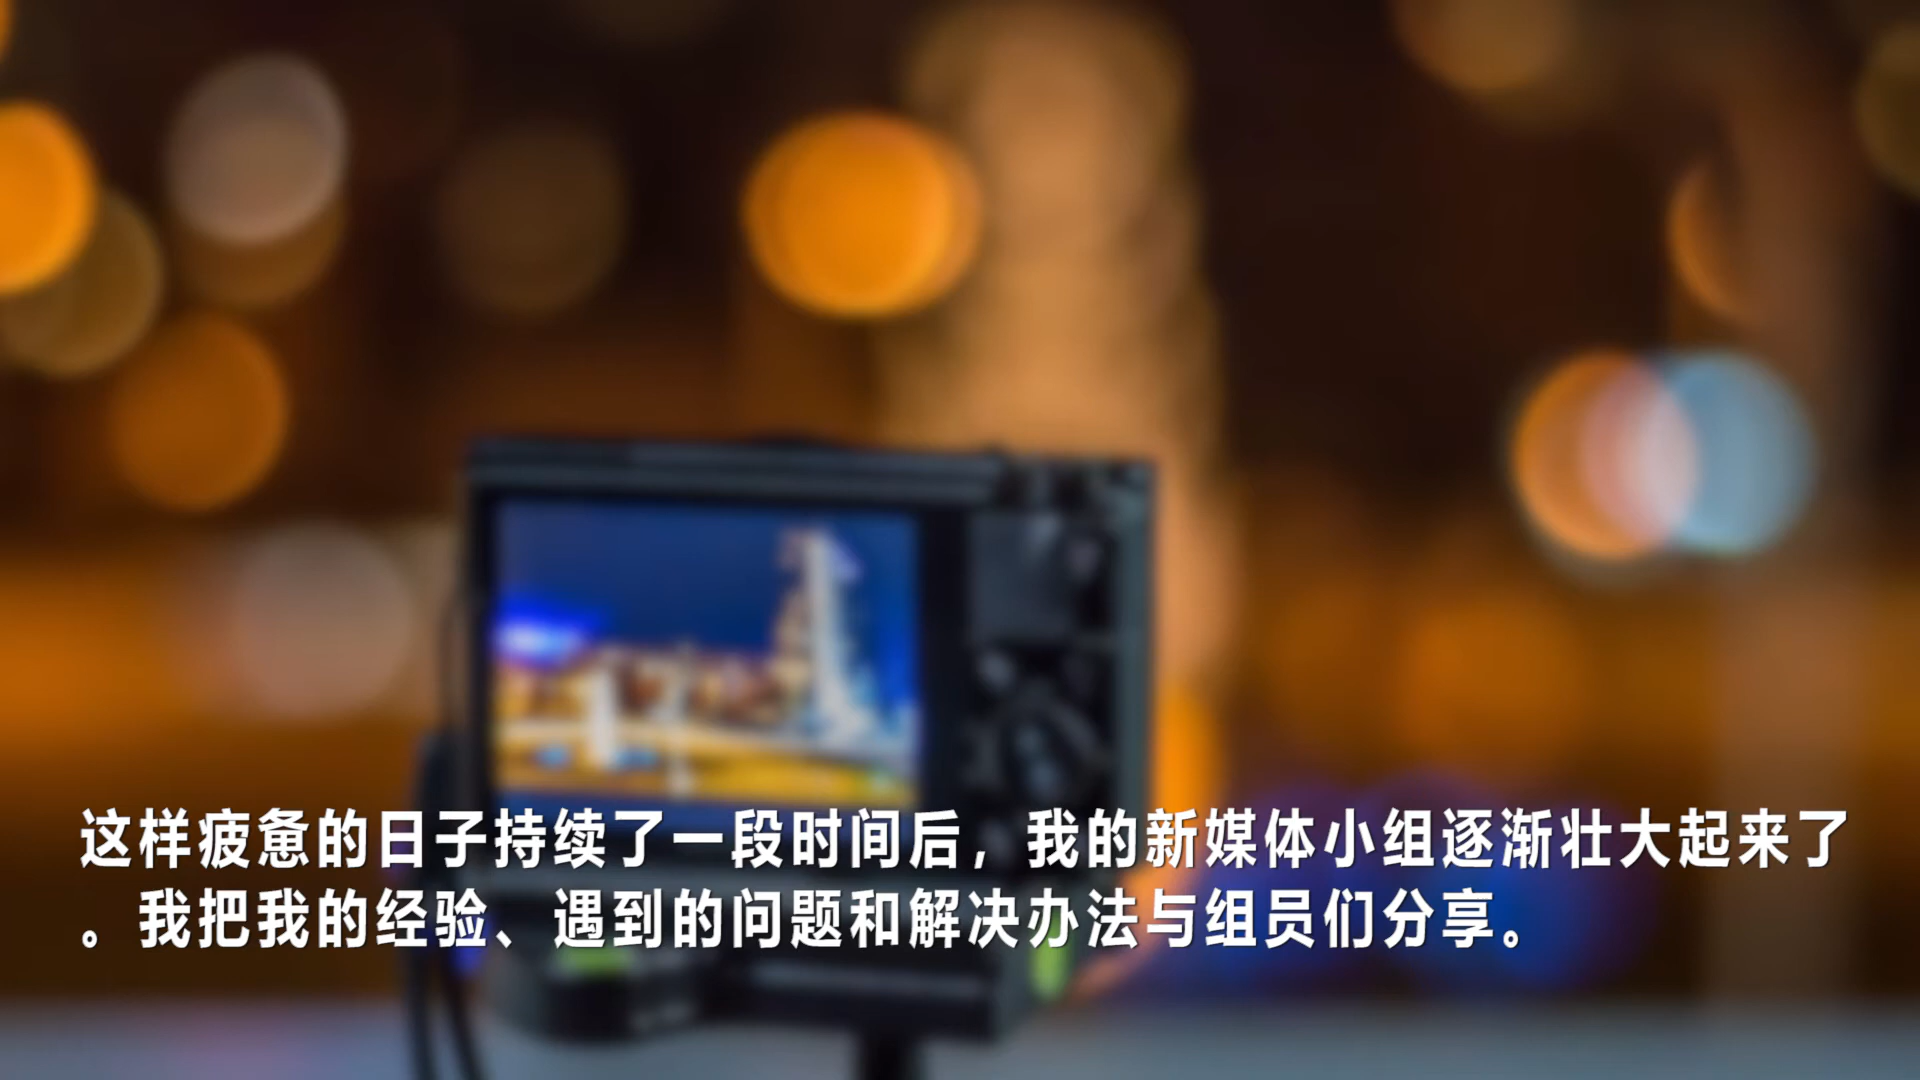 这样疲惫的日子持续了一段时间后，我的新媒体小组逐渐壮大起来了
。我把我的经验、遇到的问题和解决办法与组员们分享。